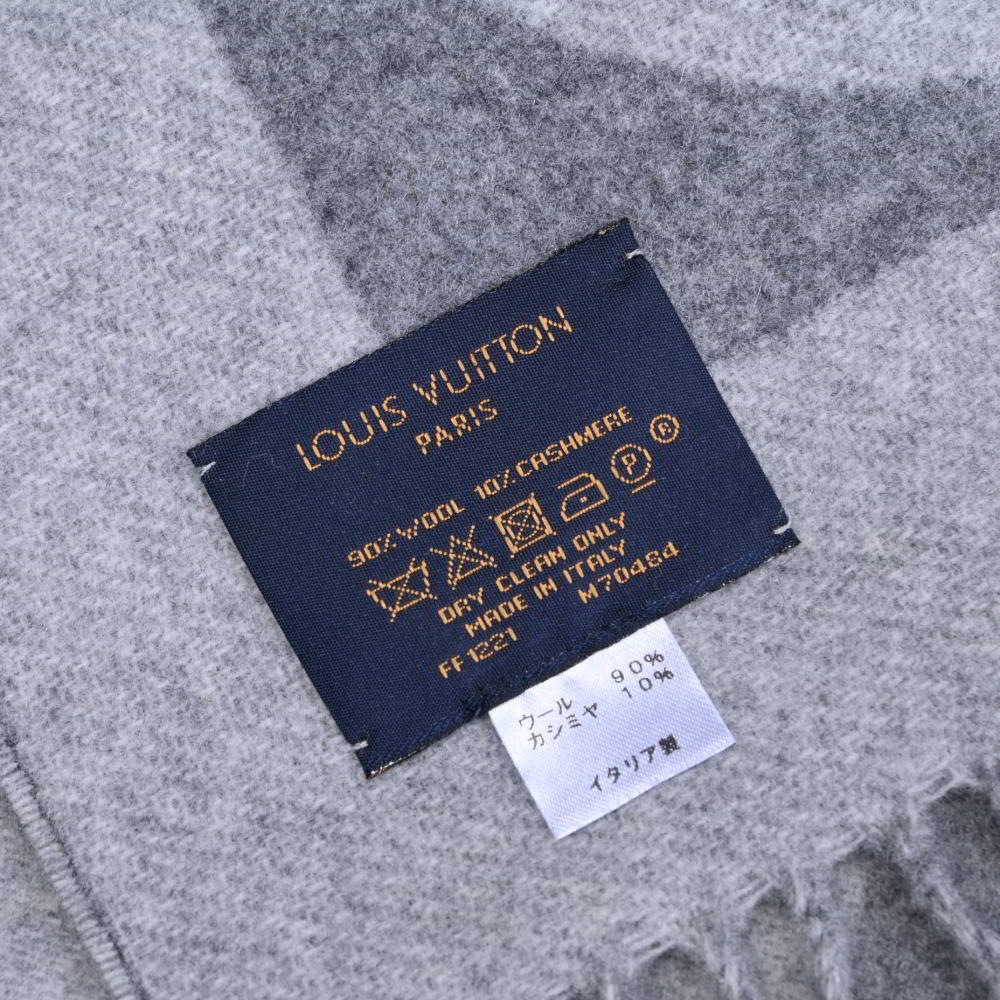 LOUIS VUITTON
PARIS
90% WOOL 10% CASHMERE
P R
DRY CLEAN ONLY
MADE IN ITALY
FF1221 M70484
ウール 90%
カシミヤ 10%
イタリア製